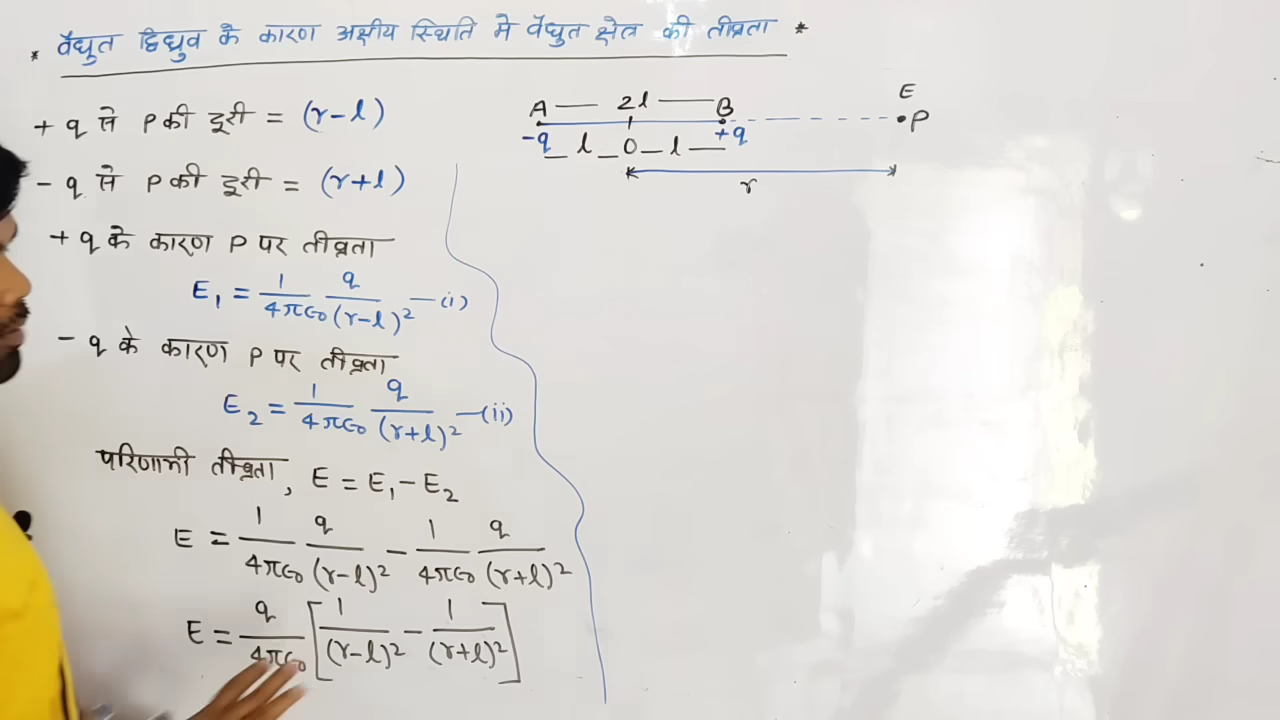 * वैद्युत द्विध्रुव के कारण अक्षीय स्थिति मे वैद्युत क्षेत्र की तीव्रता *
+ q से P की दूरी = (r-l)
- q से P की दूरी = (r+l)
+ q के कारण P पर तीव्रता
E₁ = 1/4πε₀ q/(r-l)² —(i)
- q के कारण P पर तीव्रता
E₂ = 1/4πε₀ q/(r+l)² —(ii)
परिणामी तीव्रता, E = E₁ - E₂
E = 1/4πε₀ q/(r-l)² - 1/4πε₀ q/(r+l)²
E = q/4πε₀ [1/(r-l)² - 1/(r+l)²]
E
A — 2l — B
P
-q +q
l O l
r